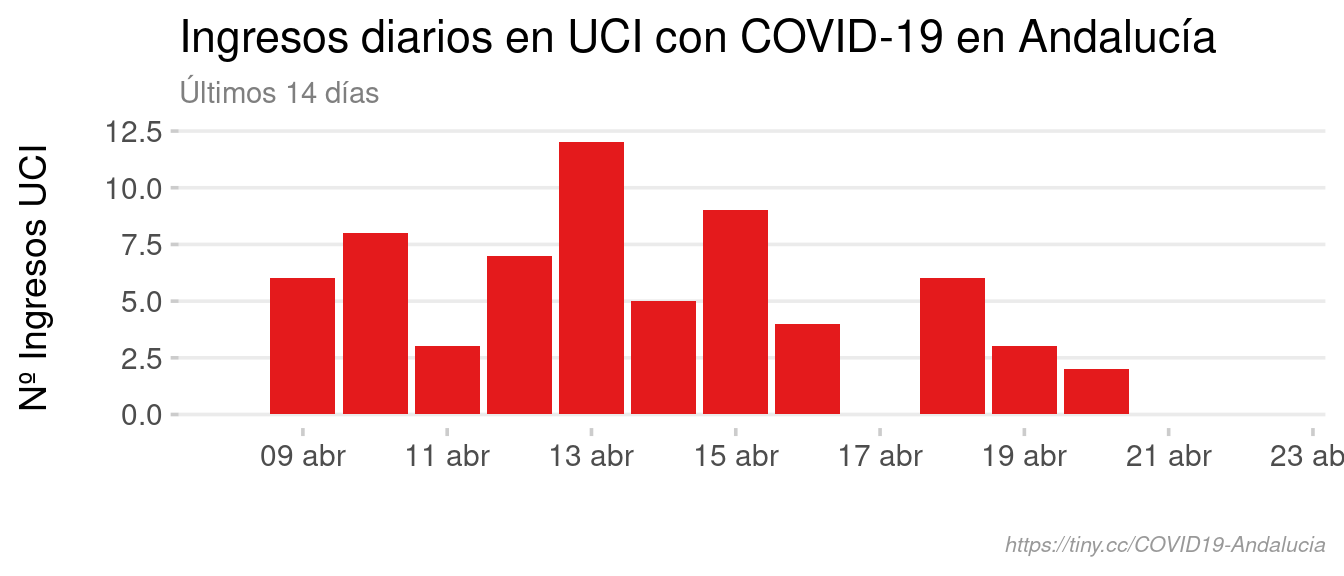 Ingresos diarios en UCI con COVID-19 en Andalucía
Últimos 14 días
Nº Ingresos UCI
12.5
10.0
7.5
5.0
2.5
0.0
09 abr 11 abr 13 abr 15 abr 17 abr 19 abr 21 abr 23 ab
https://tiny.cc/COVID19-Andalucia